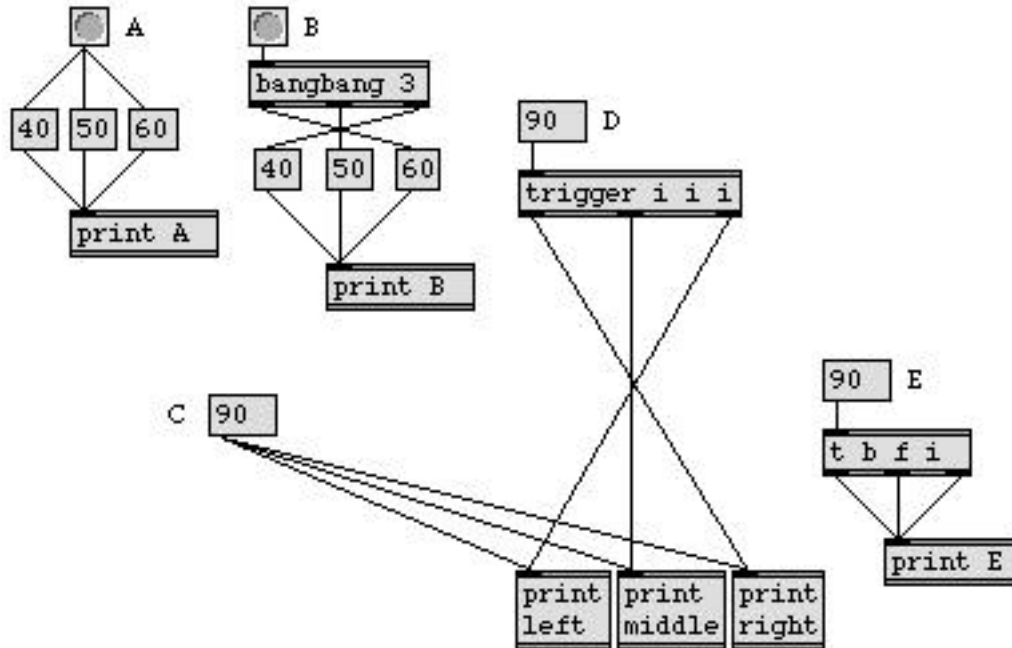 A
B
bangbang 3
40 50 60
40 50 60
print A
print B
90 D
trigger i i i
C 90
90 E
t b f i
print E
print
left
print
middle
print
right